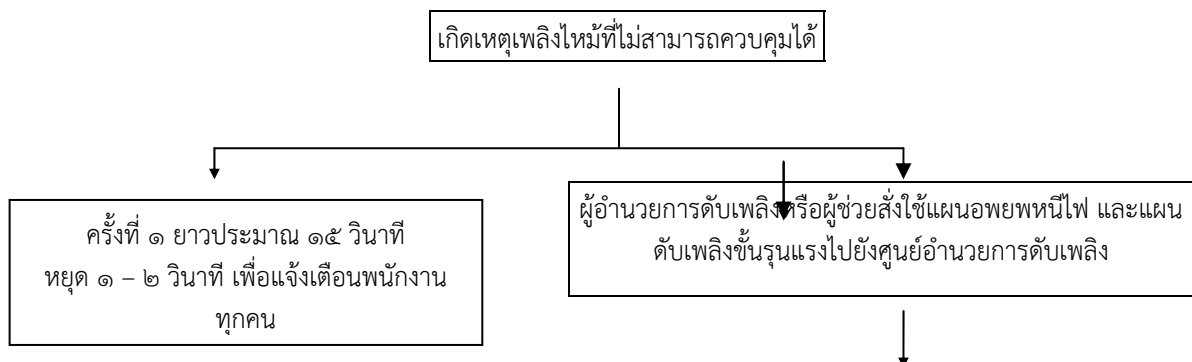 เกิดเหตุเพลิงไหม้ที่ไม่สามารถควบคุมได้
ครั้งที่ ๑ ยาวประมาณ ๑๕ วินาที
หยุด ๑ – ๒ วินาที เพื่อแจ้งเตือนพนักงาน
ทุกคน
ผู้อำนวยการดับเพลิงหรือผู้ช่วยสั่งใช้แผนอพยพหนีไฟ และแผน
ดับเพลิงขั้นรุนแรงไปยังศูนย์อำนวยการดับเพลิง